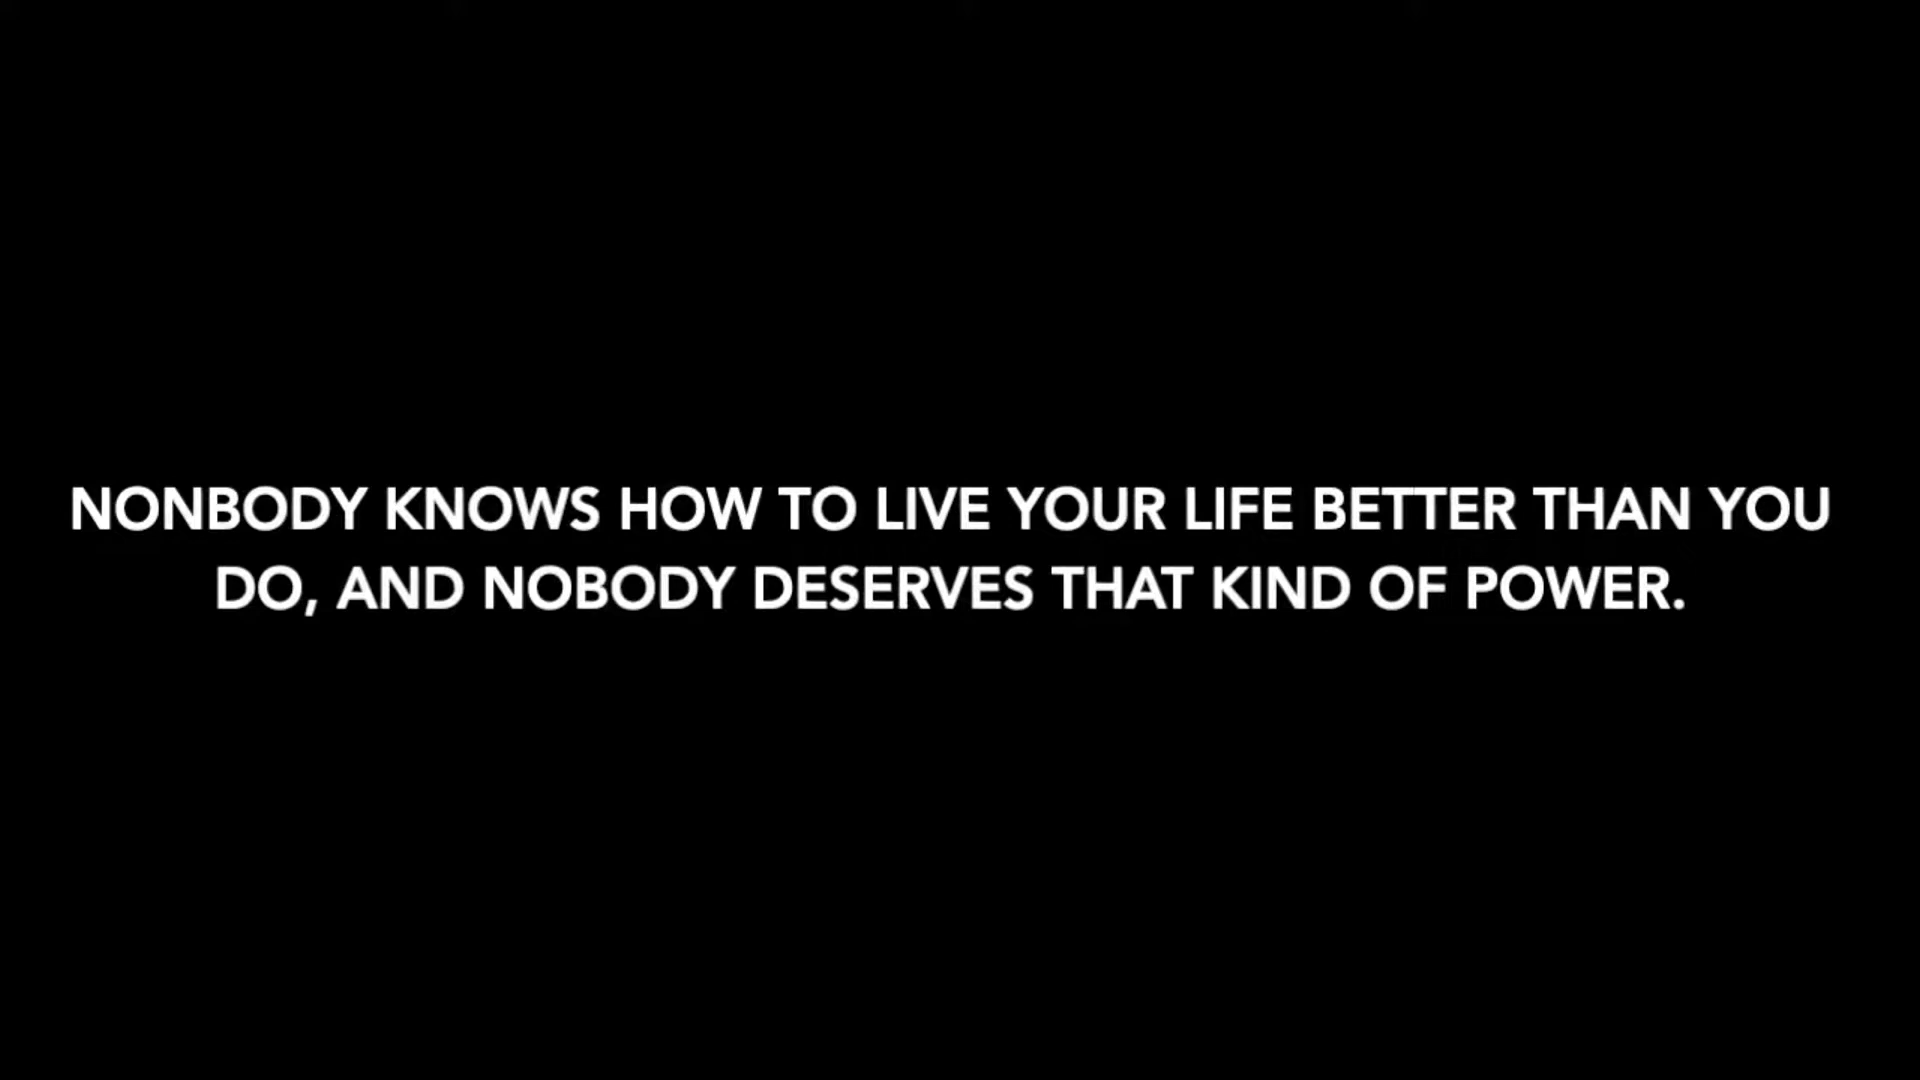 NONBODY KNOWS HOW TO LIVE YOUR LIFE BETTER THAN YOU
DO, AND NOBODY DESERVES THAT KIND OF POWER.